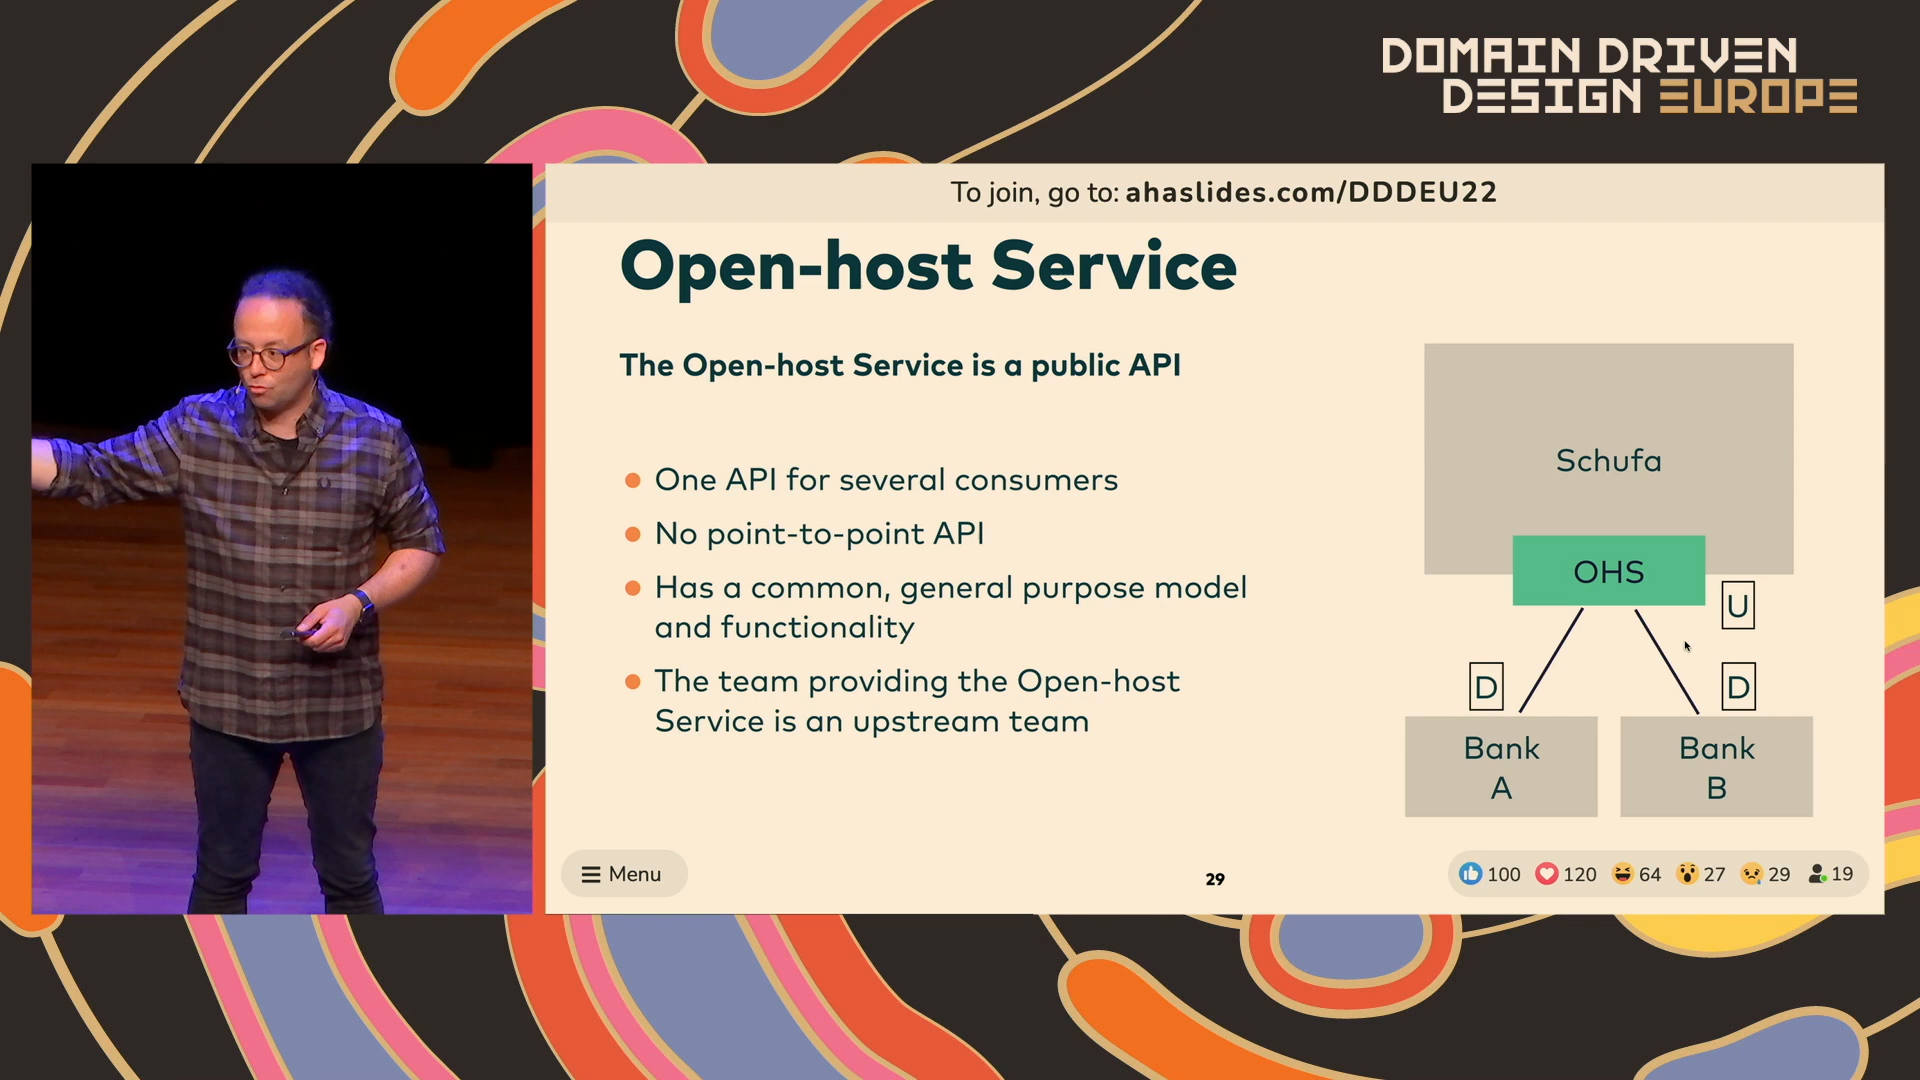 DOMAIN DRIVEN
DESIGN EUROPE
To join, go to: ahaslides.com/DDDEU22
Open-host Service
The Open-host Service is a public API
One API for several consumers
No point-to-point API
Has a common, general purpose model
and functionality
The team providing the Open-host
Service is an upstream team
Schufa
OHS
U
D
D
Bank
A
Bank
B
Menu
29
100
120
64
27
29
19